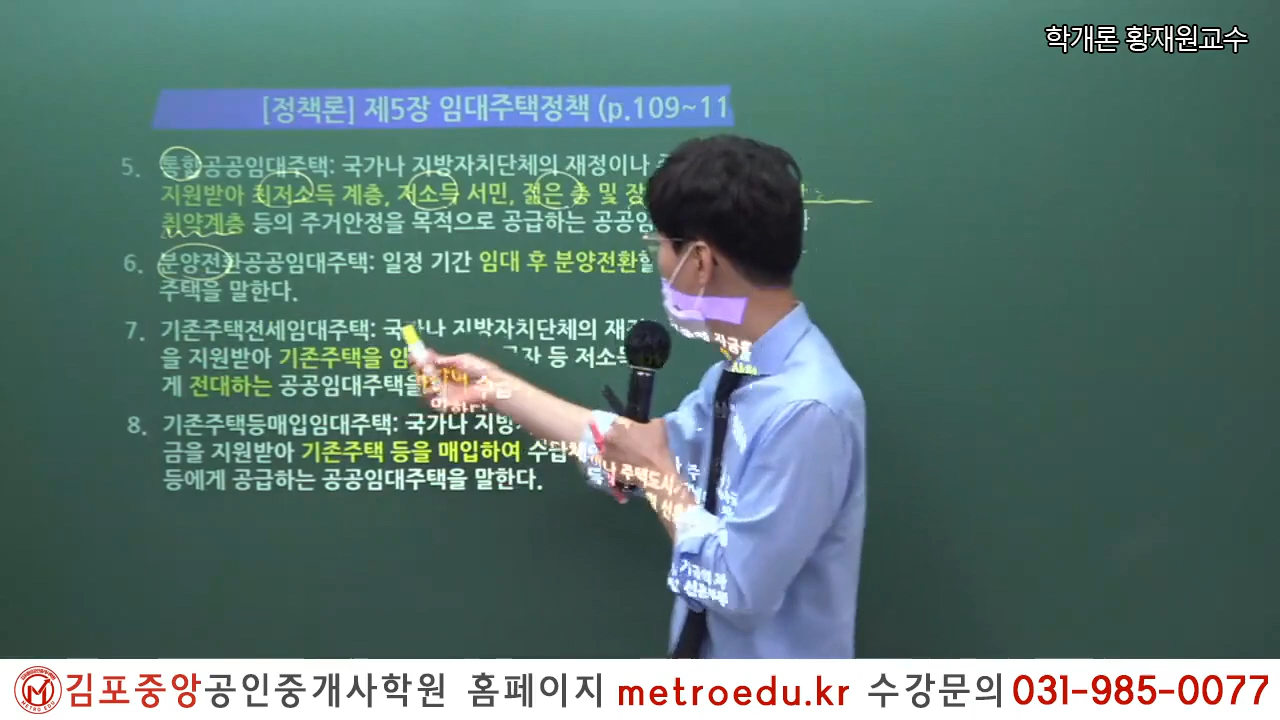 학개론 황재원교수
[정책론] 제5장 임대주택정책 (p.109~11
5. 통합공공임대주택: 국가나 지방자치단체의 재정이나
지원받아 최저소득 계층, 저소득 서민, 젊은 층 및 장
취약계층 등의 주거안정을 목적으로 공급하는 공공임
6. 분양전환공공임대주택: 일정 기간 임대 후 분양전환할
주택을 말한다.
7. 기존주택전세임대주택: 국가나 지방자치단체의 재정
을 지원받아 기존주택을 임 등 저소득
게 전대하는 공공임대주택을
8. 기존주택등매입임대주택: 국가나 지방
금을 지원받아 기존주택 등을 매입하여 수급
등에게 공급하는 공공임대주택을 말한다.
METRO EDU 김포중앙공인중개사학원 홈페이지 metroedu.kr 수강문의 031-985-0077